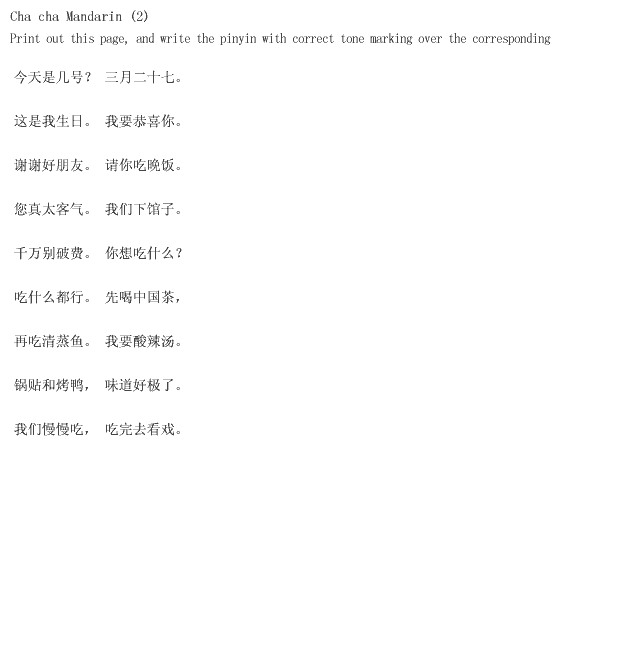 Cha cha Mandarin (2)
Print out this page, and write the pinyin with correct tone marking over the corresponding
今天是几号？ 三月二十七。
这是我生日。 我要恭喜你。
谢谢好朋友。 请你吃晚饭。
您真太客气。 我们下馆子。
千万别破费。 你想吃什么？
吃什么都行。 先喝中国茶，
再吃清蒸鱼。 我要酸辣汤。
锅贴和烤鸭， 味道好极了。
我们慢慢吃， 吃完去看戏。